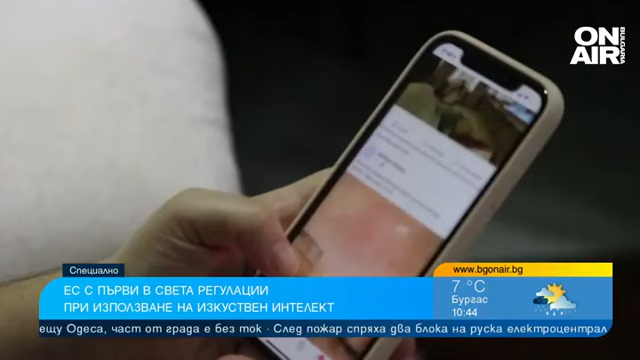 ON
AIR
BULGARIA
Специално
ЕС С ПЪРВИ В СВЕТА РЕГУЛАЦИИ
ПРИ ИЗПОЛЗВАНЕ НА ИЗКУСТВЕН ИНТЕЛЕКТ
www.bgonair.bg
7 °C
Бургас
10:44
ещу Одеса, част от града е без ток · След пожар спряха два блока на руска електроцентрал